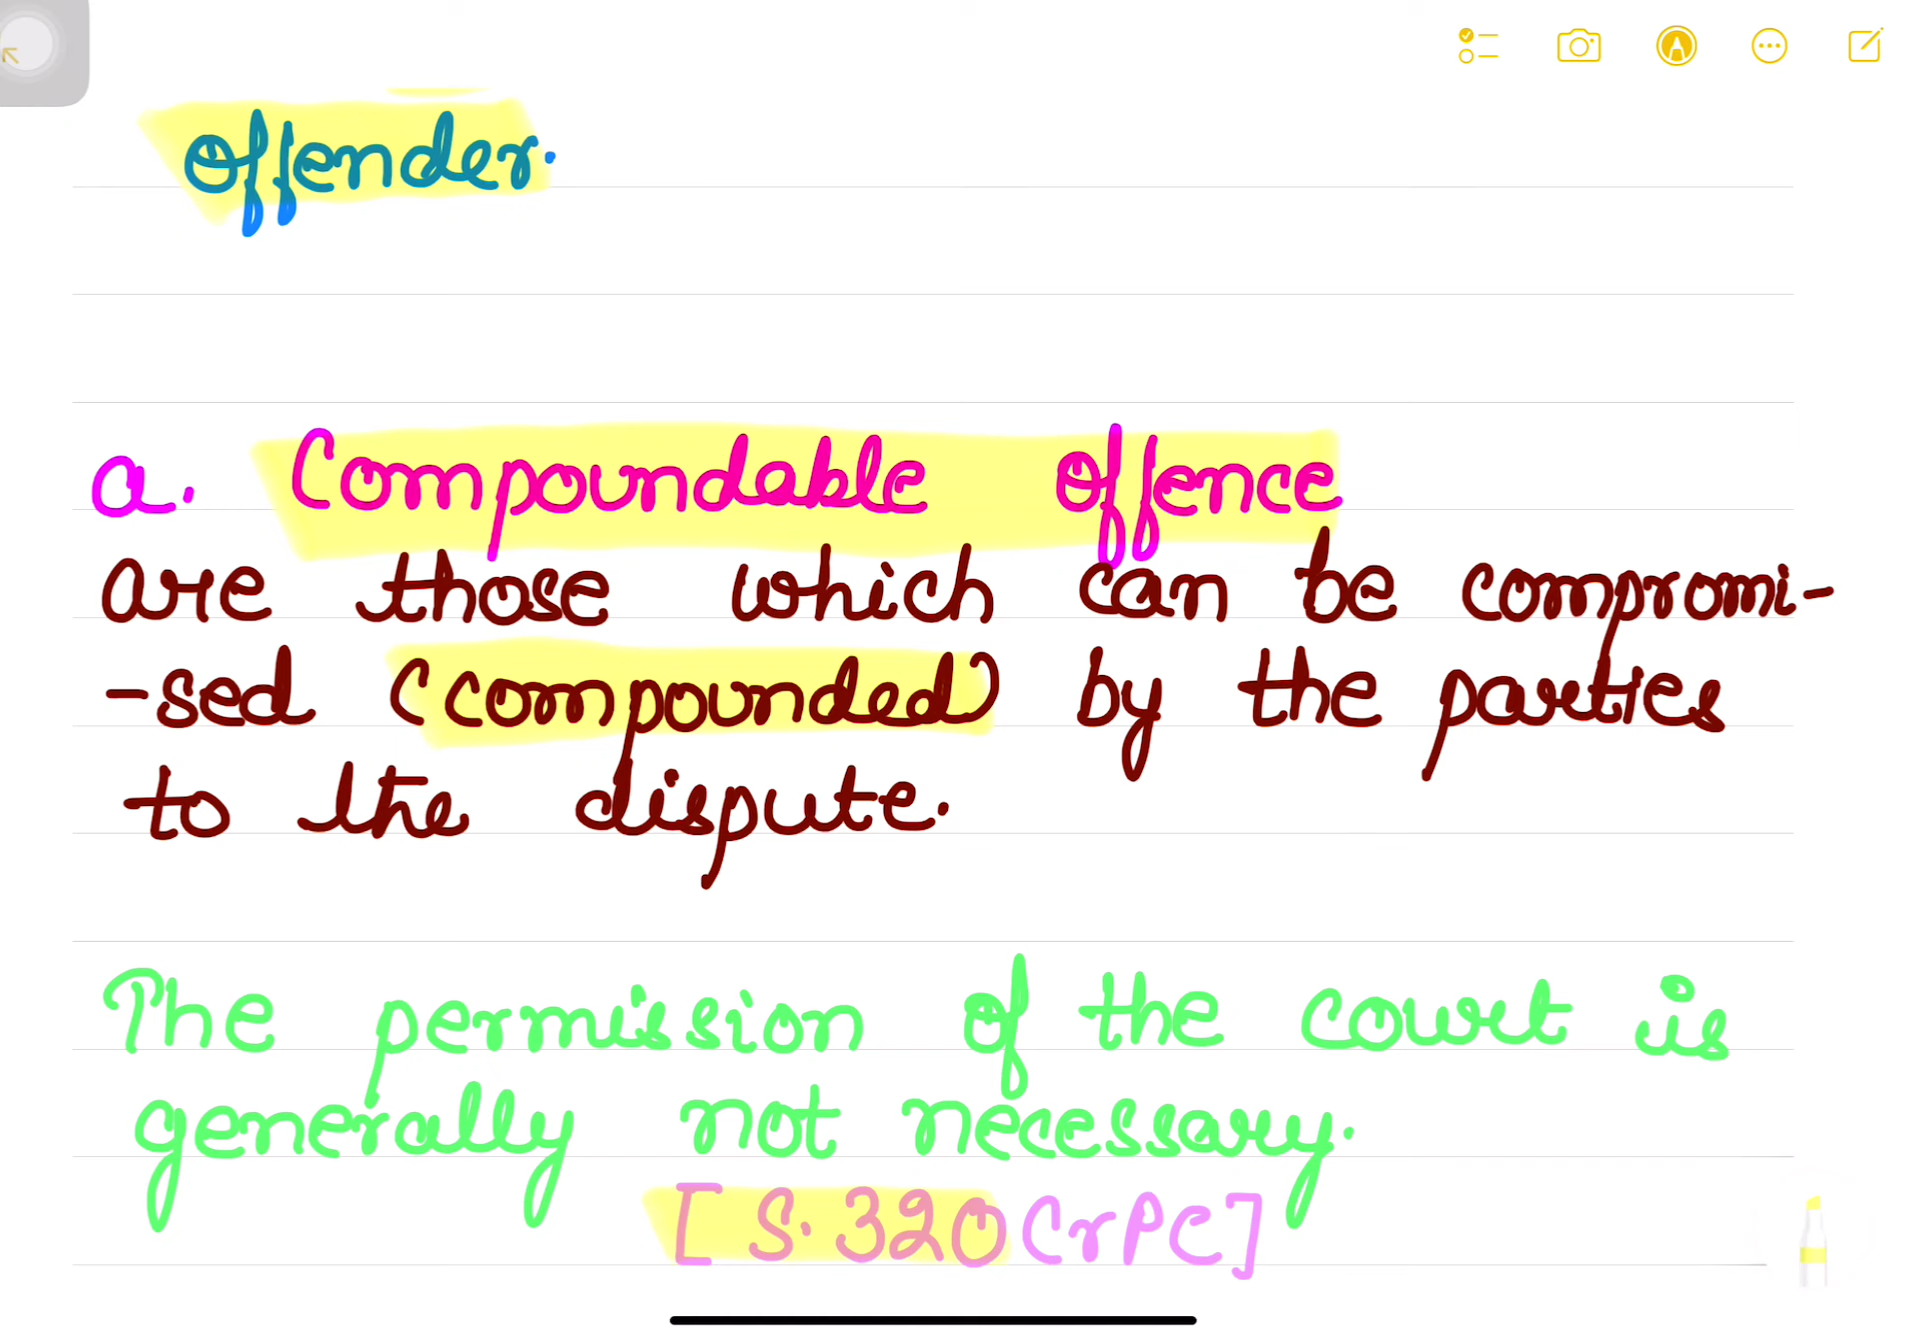 offender.
a. Compoundable offence
are those which can be compromi-
-sed (compounded) by the parties
to the dispute.
The permission of the court is
generally not necessary.
[S. 320 CrPC]